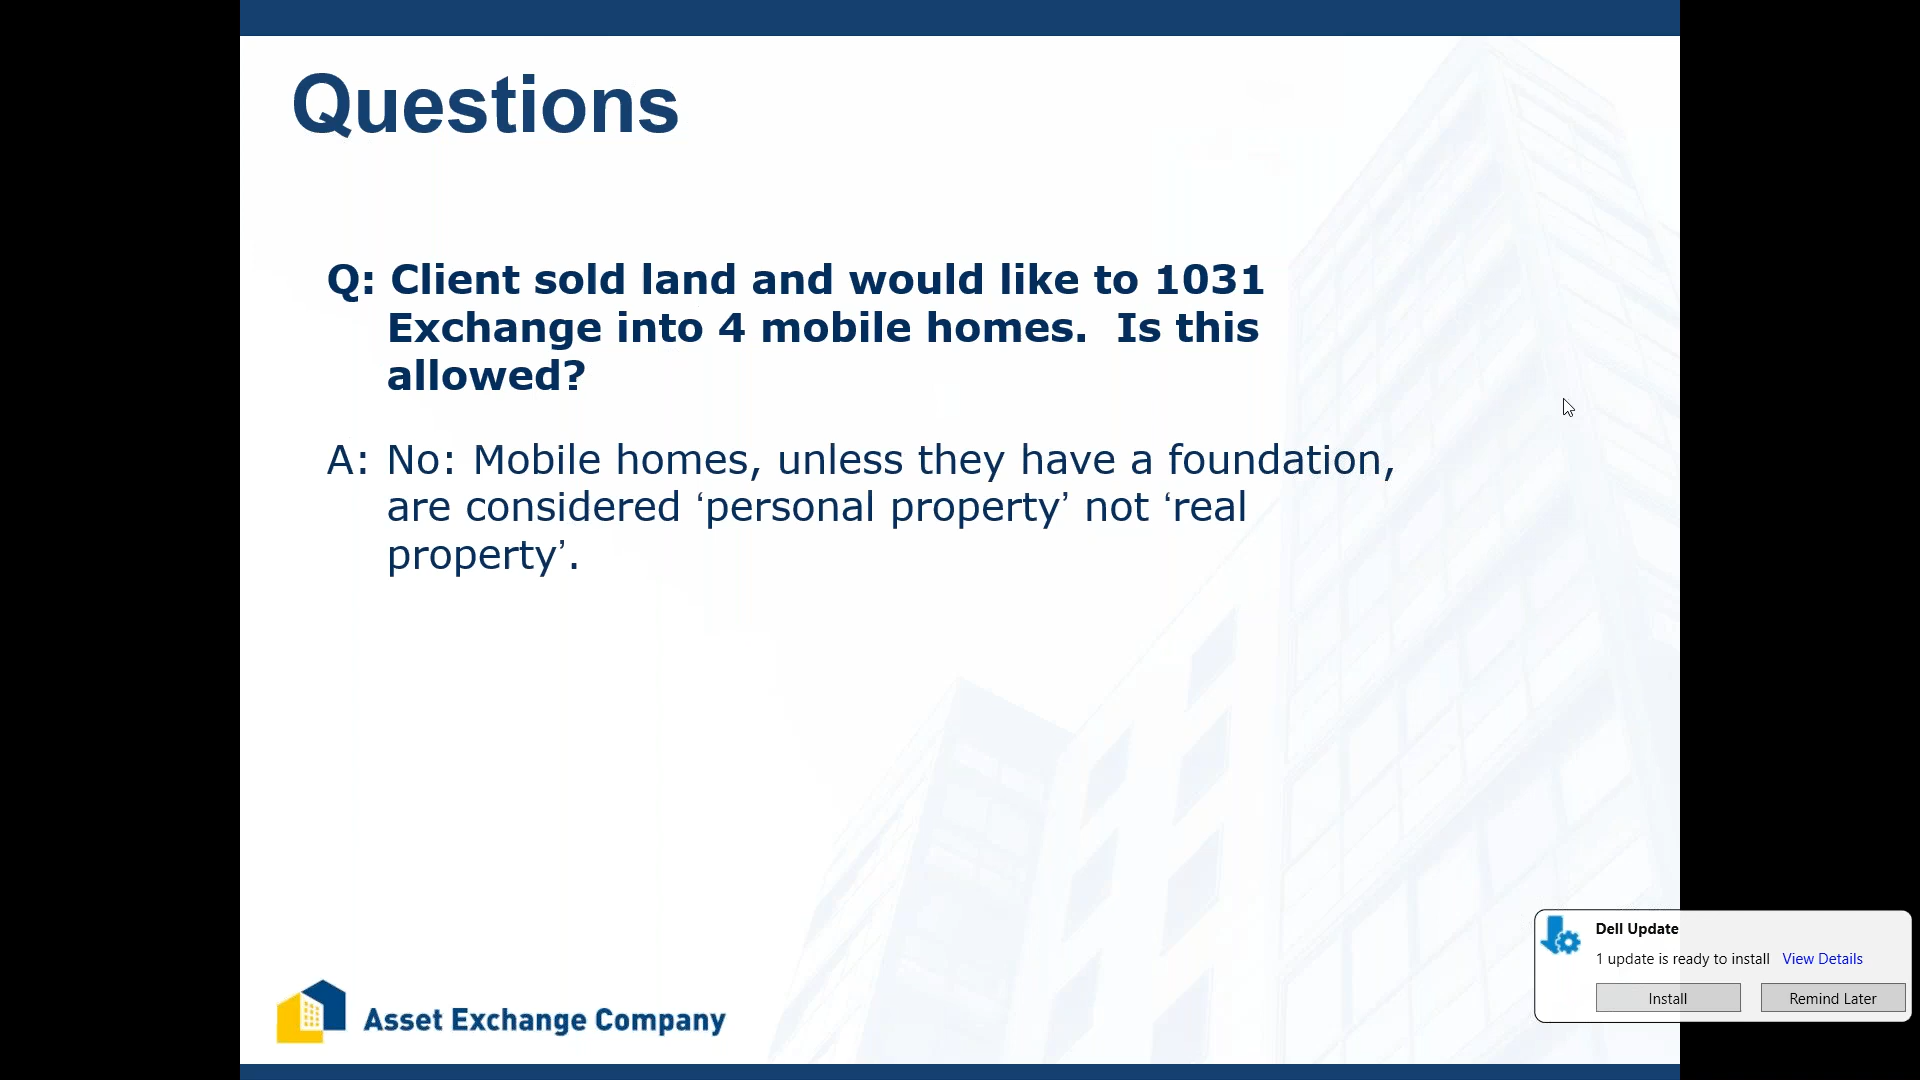 Questions
Q: Client sold land and would like to 1031
Exchange into 4 mobile homes.  Is this
allowed?
A: No: Mobile homes, unless they have a foundation,
are considered ‘personal property’ not ‘real
property’.
Asset Exchange Company
Dell Update
1 update is ready to install View Details
Install Remind Later